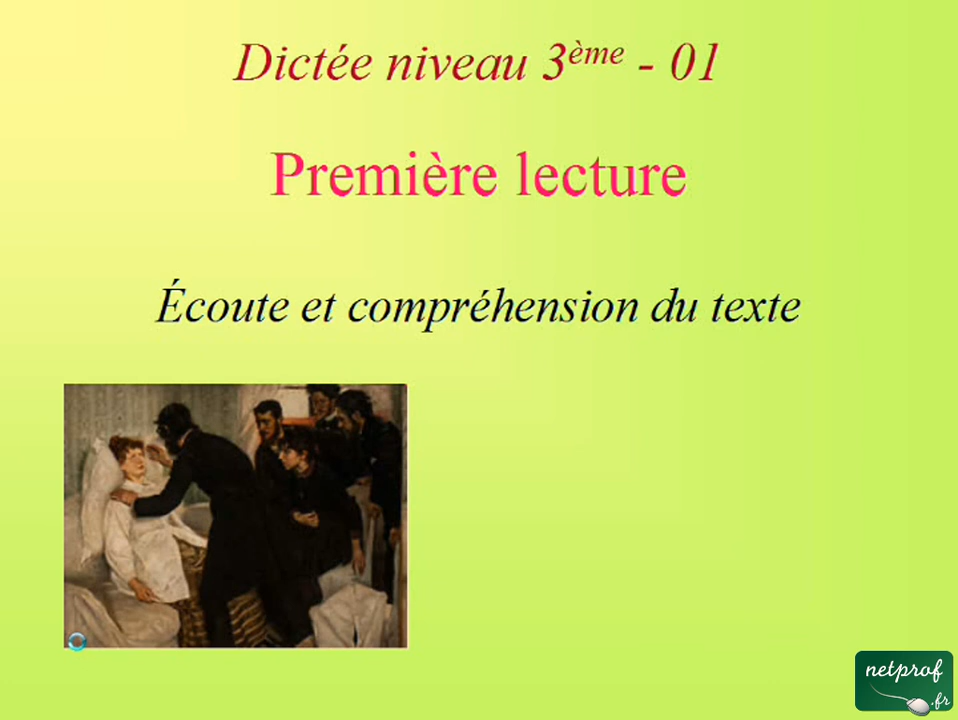 Dictée niveau 3ème - 01
Première lecture
Écoute et compréhension du texte
netprof
.fr